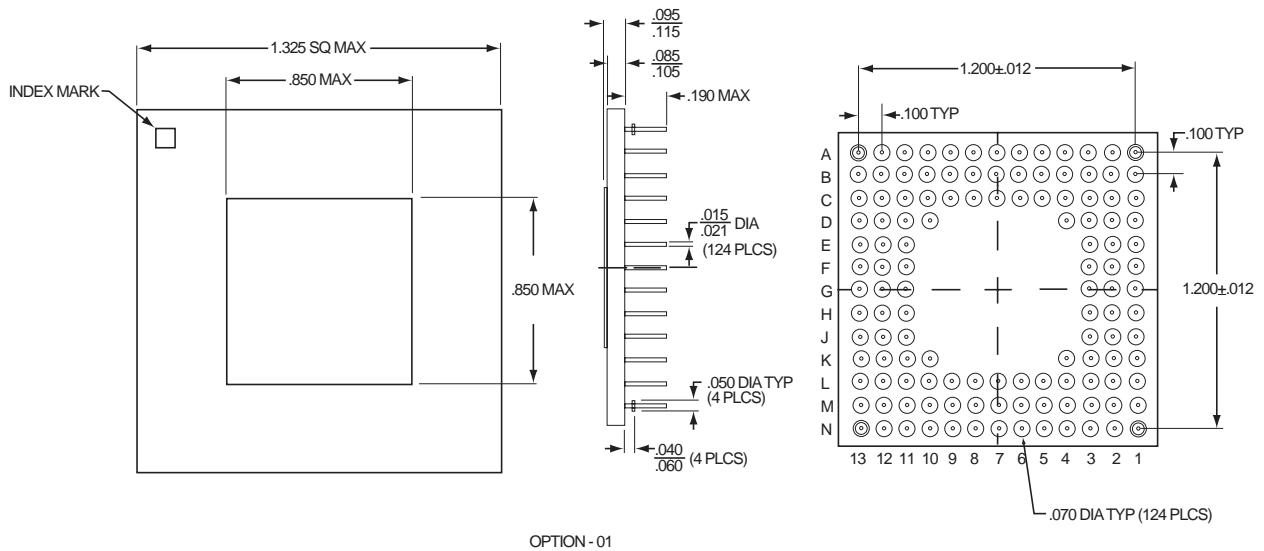 1.325 SQ MAX
.850 MAX
INDEX MARK
.850 MAX
.095
.115
.085
.105
.190 MAX
.015
.021
DIA
(124 PLCS)
.050 DIA TYP
(4 PLCS)
.040
.060
(4 PLCS)
1.200±.012
.100 TYP
.100 TYP
1.200±.012
A
B
C
D
E
F
G
H
J
K
L
M
N
13 12 11 10 9 8 7 6 5 4 3 2 1
.070 DIA TYP (124 PLCS)
OPTION - 01